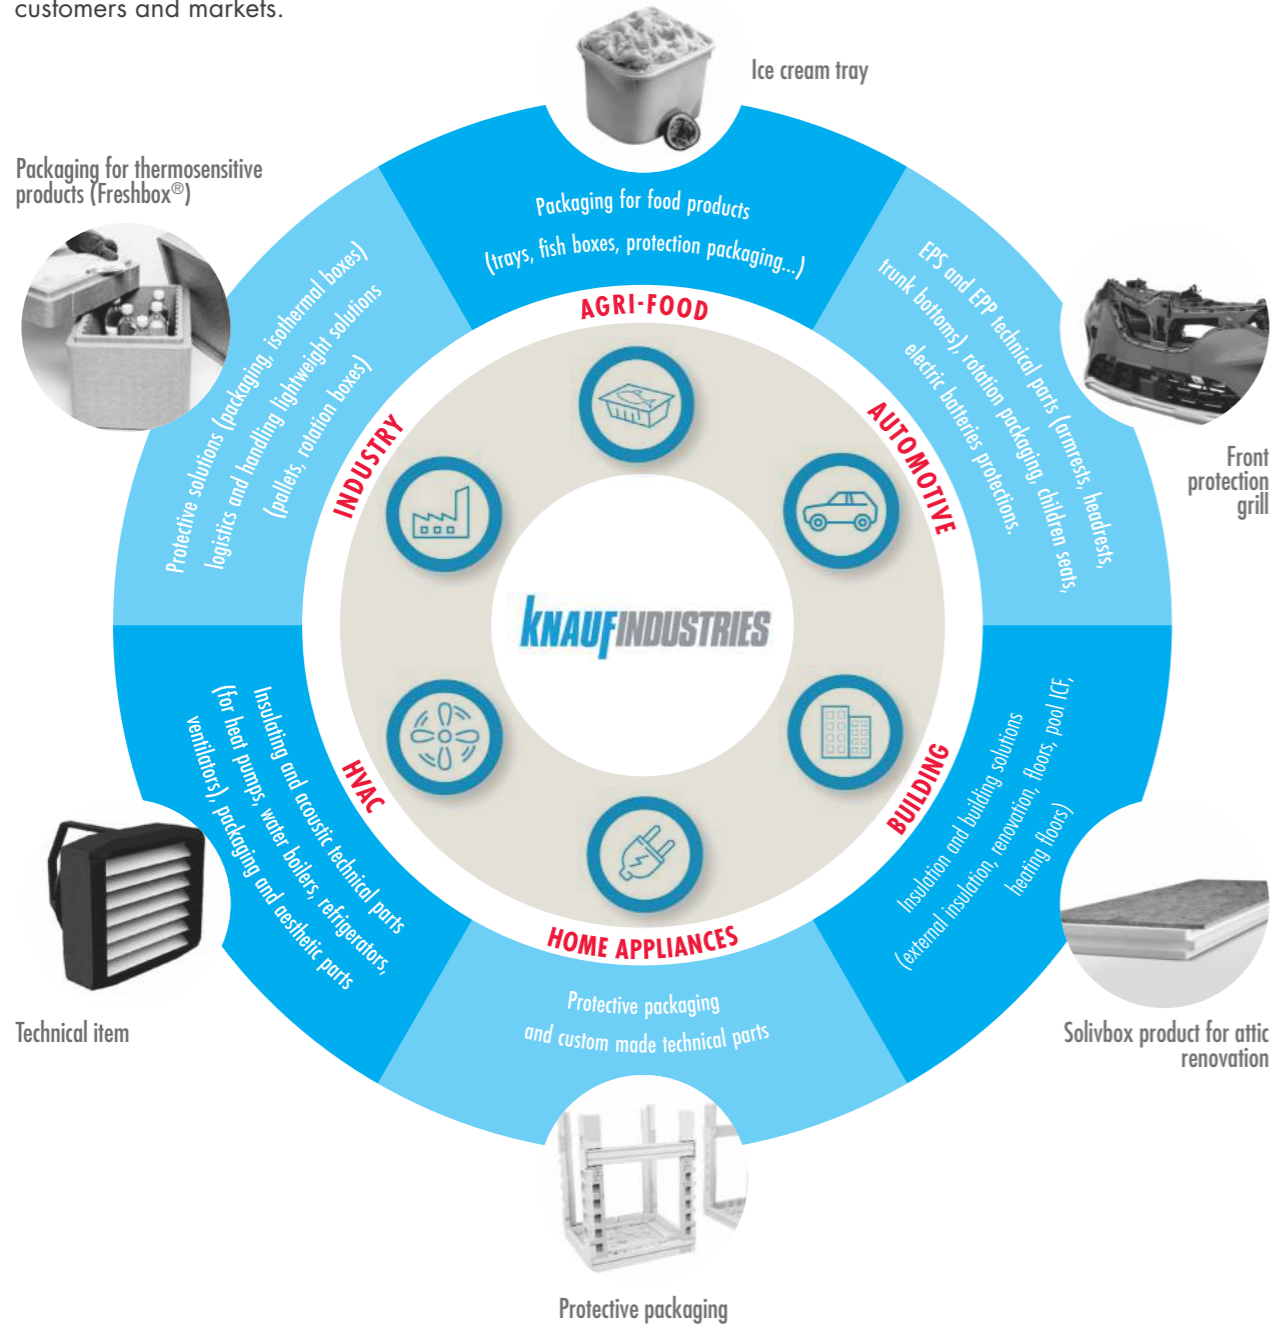 customers and markets.
Ice cream tray
Packaging for thermosensitive
products (Freshbox®)
Packaging for food products
(trays, fish boxes, protection packaging...)
AGRI-FOOD
EPS and EPP technical parts (armrests, headrests,
trunk bottoms), rotation packaging, children seats,
electric batteries protections.
AUTOMOTIVE
Front
protection
grill
Protective solutions (packaging, isothermal boxes)
logistics and handling lightweight solutions
(pallets, rotation boxes)
INDUSTRY
KNAUFINDUSTRIES
Insulating and acoustic technical parts
(for heat pumps, water boilers, refrigerators,
ventilators), packaging and aesthetic parts
HVAC
BUILDING
Insulation and building solutions
(external insulation, renovation, floors, pool ICF,
heating floors)
HOME APPLIANCES
Protective packaging
and custom made technical parts
Technical item
Solivbox product for attic
renovation
Protective packaging